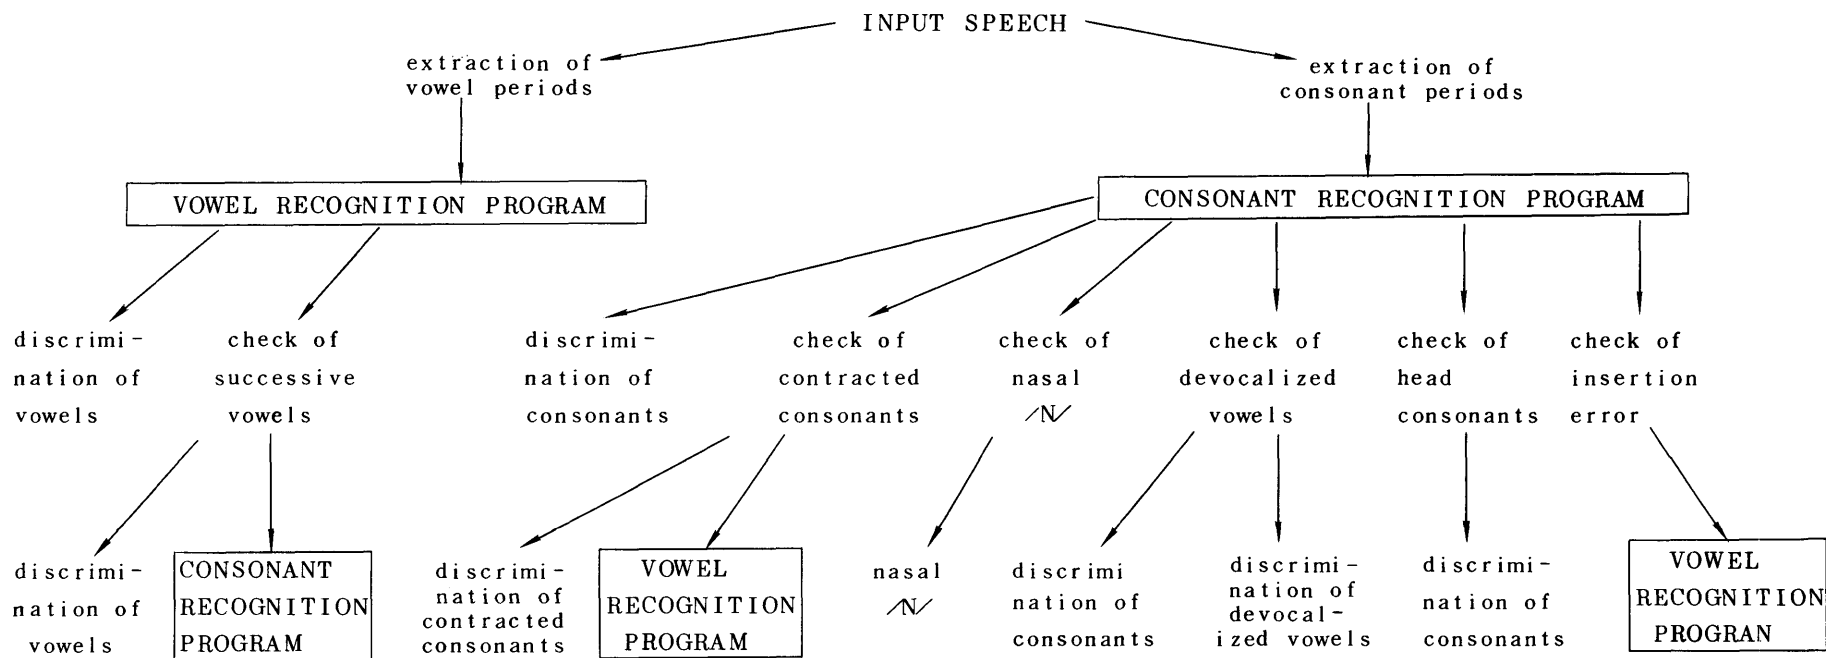 INPUT SPEECH
extraction of
vowel periods
extraction of
consonant periods
VOWEL RECOGNITION PROGRAM
CONSONANT RECOGNITION PROGRAM
discrimi-
nation of
vowels
check of
successive
vowels
discrimi-
nation of
consonants
check of
contracted
consonants
check of
nasal
/N/
check of
devocalized
vowels
check of
head
consonants
check of
insertion
error
discrimi-
nation of
vowels
CONSONANT
RECOGNITION
PROGRAM
discrimi-
nation of
contracted
consonants
VOWEL
RECOGNITION
PROGRAM
nasal
/N/
discrimi
nation of
consonants
discrimi-
nation of
devocal-
ized vowels
discrimi-
nation of
consonants
VOWEL
RECOGNITION
PROGRAN